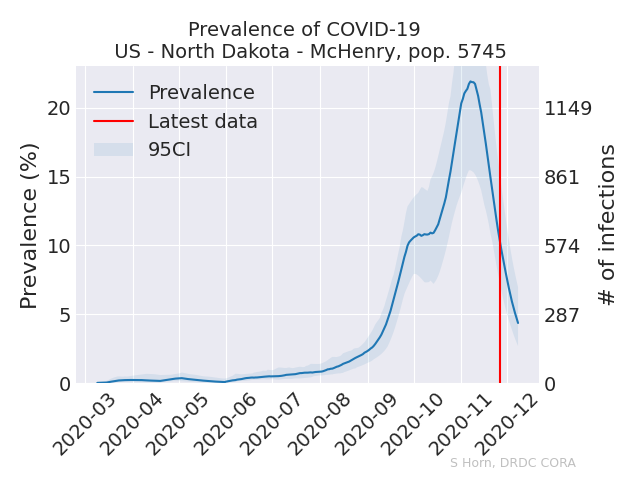 Prevalence of COVID-19
US - North Dakota - McHenry, pop. 5745
Prevalence
Latest data
95CI
Prevalence (%)
20
15
10
5
0
# of infections
1149
861
574
287
0
2020-03
2020-04
2020-05
2020-06
2020-07
2020-08
2020-09
2020-10
2020-11
2020-12
S Horn, DRDC CORA